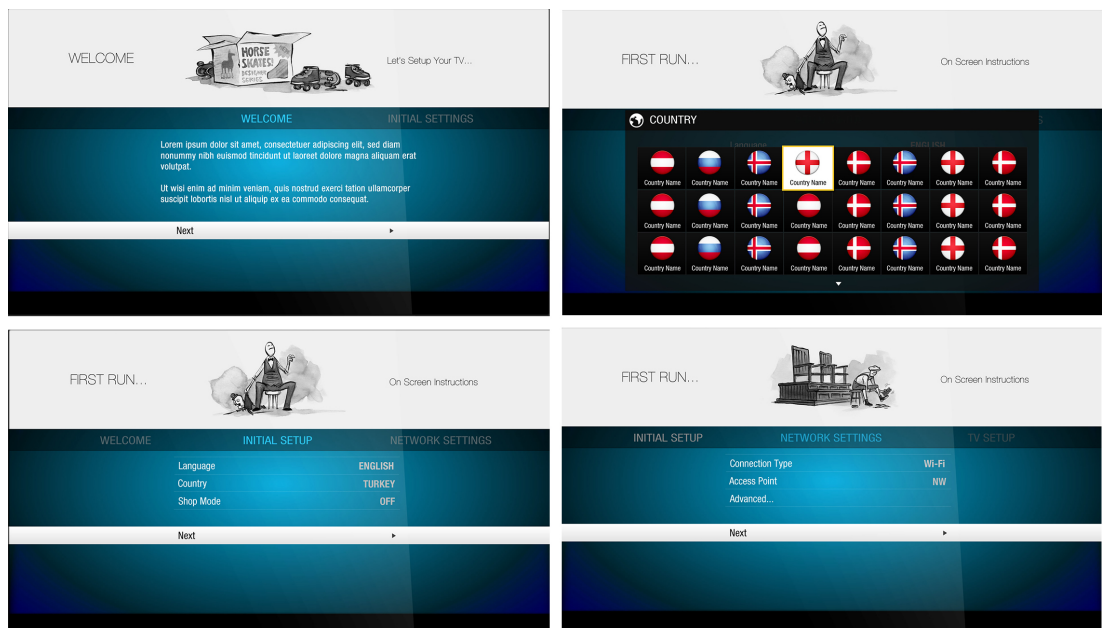 WELCOME
HORSE
SKATES!
DESIGNER
SERIES
Let's Setup Your TV...
WELCOME
INITIAL SETTINGS
Lorem ipsum dolor sit amet, consectetuer adipiscing elit, sed diam
nonummy nibh euismod tincidunt ut laoreet dolore magna aliquam erat
volutpat.
Ut wisi enim ad minim veniam, quis nostrud exerci tation ullamcorper
suscipit lobortis nisl ut aliquip ex ea commodo consequat.
Next
FIRST RUN...
On Screen Instructions
COUNTRY
Language
Country Name Country Name Country Name Country Name Country Name Country Name Country Name Country Name
Country Name Country Name Country Name Country Name Country Name Country Name Country Name Country Name
Country Name Country Name Country Name Country Name Country Name Country Name Country Name Country Name
FIRST RUN...
On Screen Instructions
WELCOME
INITIAL SETUP
NETWORK SETTINGS
Language ENGLISH
Country TURKEY
Shop Mode OFF
Next
FIRST RUN...
On Screen Instructions
INITIAL SETUP
NETWORK SETTINGS
TV SETUP
Connection Type Wi-Fi
Access Point NW
Advanced...
Next